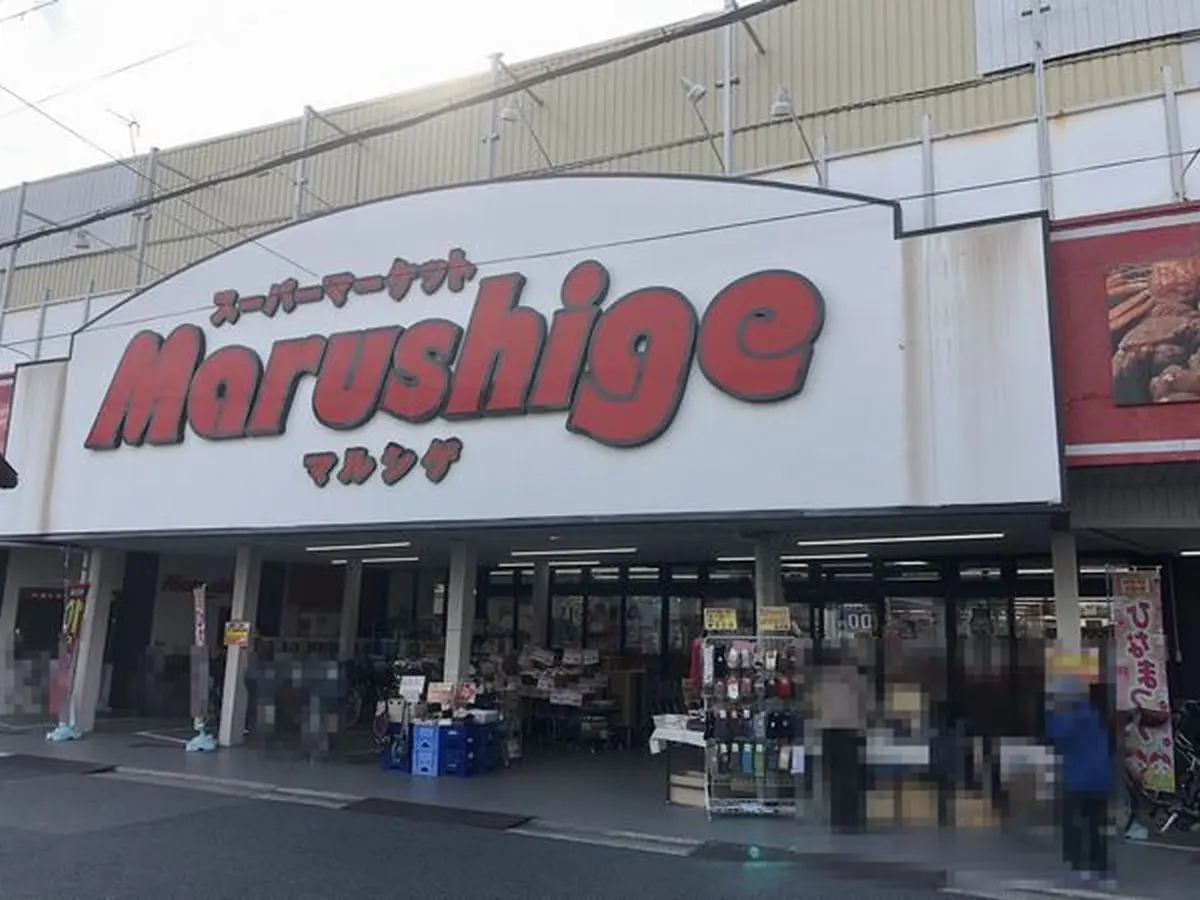 スーパーマーケット
Marushige
マルシゲ
ひなまつり